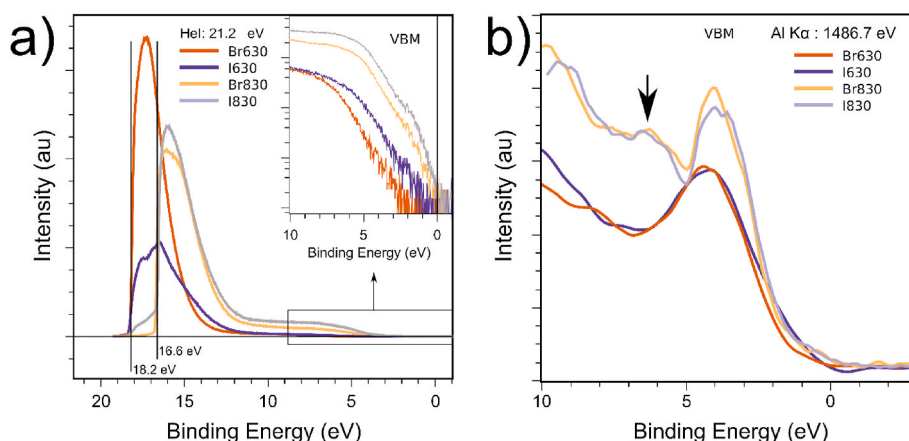 a)
HeI: 21.2 eV
Br630
I630
Br830
I830
VBM
10 5 0
Binding Energy (eV)
16.6 eV
18.2 eV
20 15 10 5 0
Binding Energy (eV)
Intensity (au)
b)
VBM
Al Kα : 1486.7 eV
Br630
I630
Br830
I830
10 5 0
Binding Energy (eV)
Intensity (au)